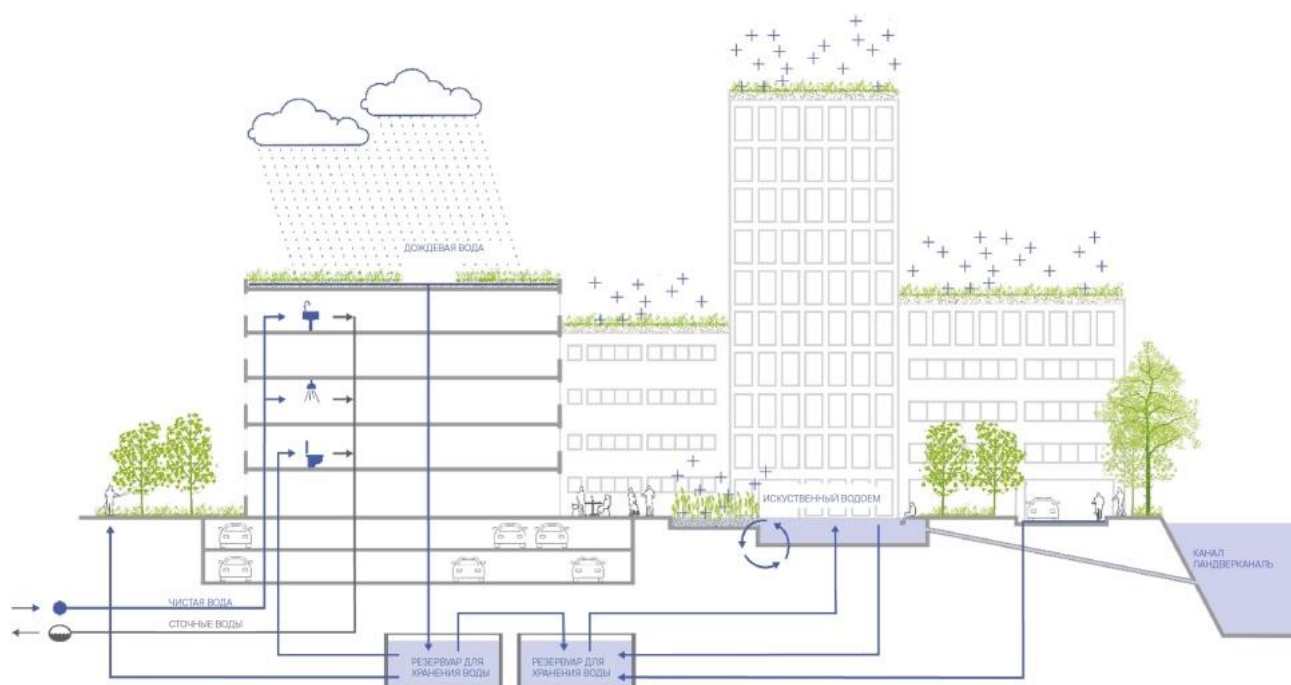 ДОЖДЕВАЯ ВОДА
ИСКУСТВЕННЫЙ ВОДОЕМ
КАНАЛ
ЛАНДВЕРКАНАЛЬ
ЧИСТАЯ ВОДА
СТОЧНЫЕ ВОДЫ
РЕЗЕРВУАР ДЛЯ
ХРАНЕНИЯ ВОДЫ
РЕЗЕРВУАР ДЛЯ
ХРАНЕНИЯ ВОДЫ